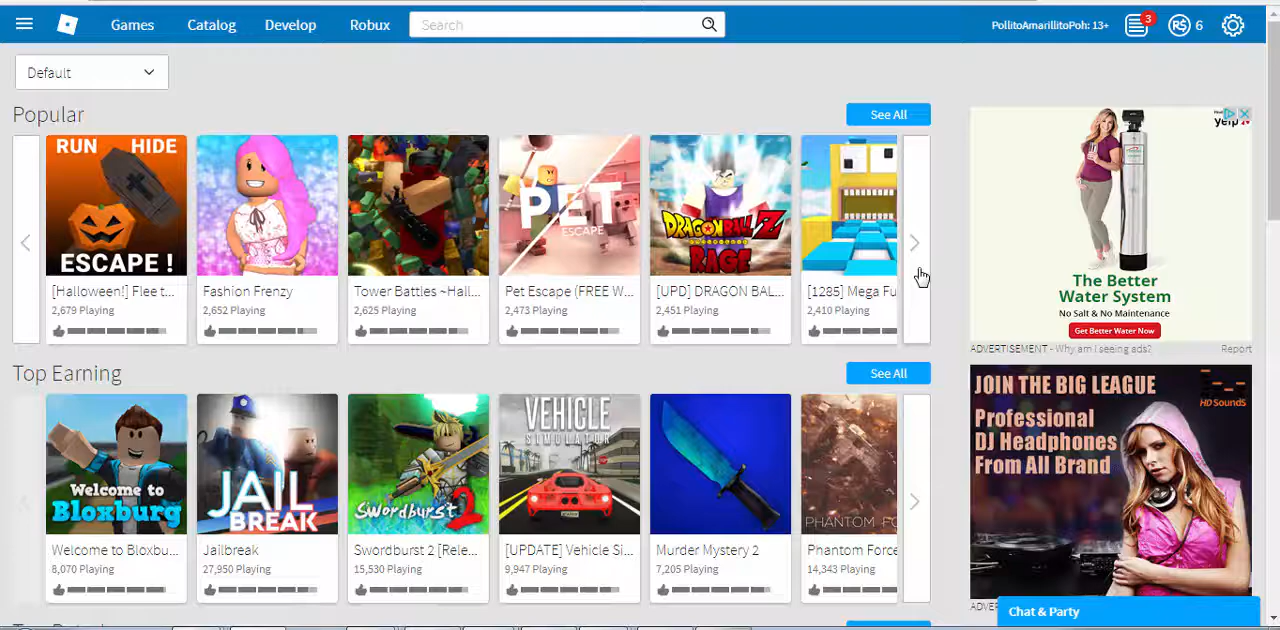 Games Catalog Develop Robux Search PollitoAmarillitoPoh: 13+ 3 R$ 6
Default
Popular See All
RUN HIDE
ESCAPE !
PET
ESCAPE
DRAGONBALL Z
RAGE
[Halloween!] Flee t... Fashion Frenzy Tower Battles ~Hall... Pet Escape (FREE W... [UPD] DRAGON BAL... [1285] Mega Fu
2,679 Playing 2,652 Playing 2,625 Playing 2,473 Playing 2,451 Playing 2,410 Playing
yelp
The Better
Water System
No Salt & No Maintenance
Get Better Water Now
ADVERTISEMENT - Why am I seeing ads? Report
Top Earning See All
Welcome to
Bloxburg
JAIL
BREAK
Swordburst 2
VEHICLE
SIMULATOR
PHANTOM FO
Welcome to Bloxbu... Jailbreak Swordburst 2 [Rele... [UPDATE] Vehicle Si... Murder Mystery 2 Phantom Force
8,070 Playing 27,950 Playing 15,530 Playing 9,947 Playing 7,205 Playing 14,343 Playing
JOIN THE BIG LEAGUE
HD SoundS
Professional
DJ Headphones
From All Brand
Chat & Party